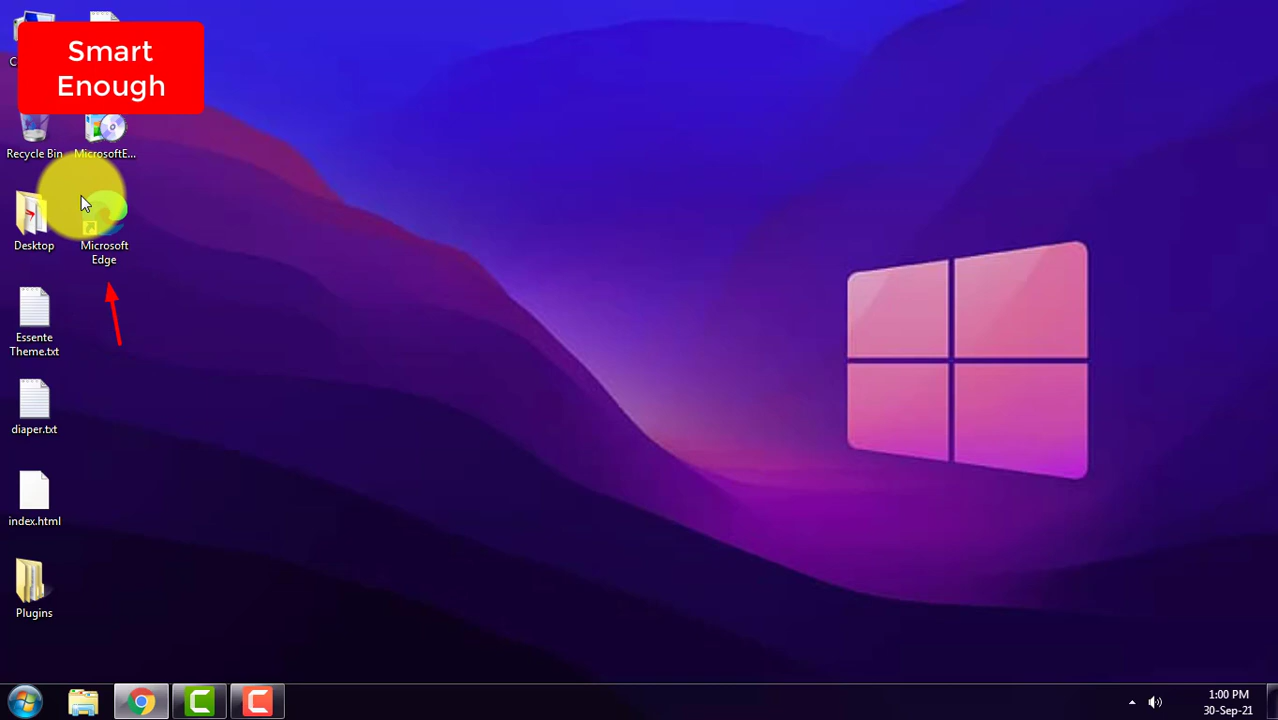 Smart
Enough
Recycle Bin
MicrosoftE...
Desktop
Microsoft
Edge
Essente
Theme.txt
diaper.txt
index.html
Plugins
1:00 PM
30-Sep-21